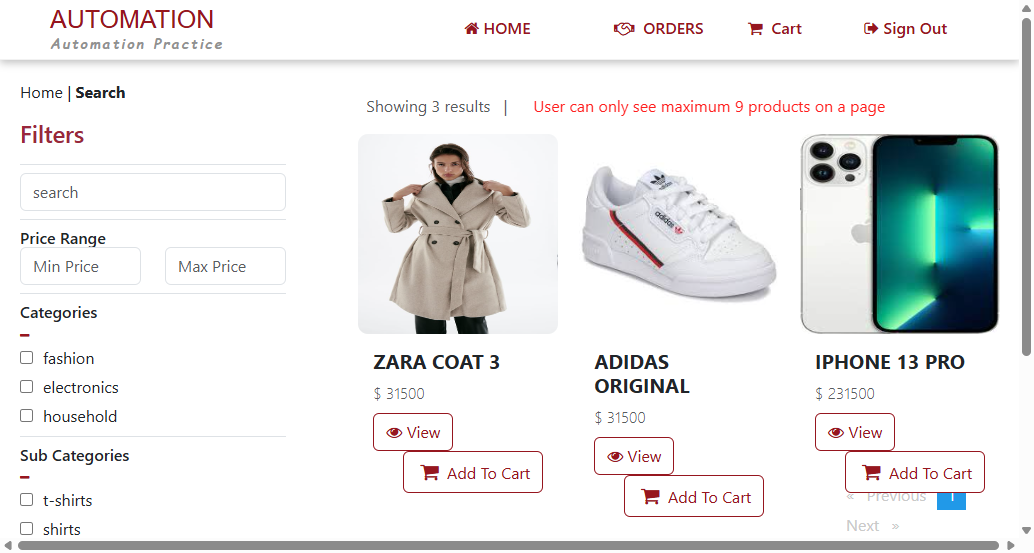 AUTOMATION
Automation Practice
HOME
ORDERS
Cart
Sign Out
Home | Search
Filters
search
Price Range
Min Price
Max Price
Categories
fashion
electronics
household
Sub Categories
t-shirts
shirts
Showing 3 results |
User can only see maximum 9 products on a page
adidas
ZARA COAT 3
$ 31500
View
Add To Cart
ADIDAS
ORIGINAL
$ 31500
View
Add To Cart
IPHONE 13 PRO
$ 231500
View
Add To Cart
« Previous 1
Next »